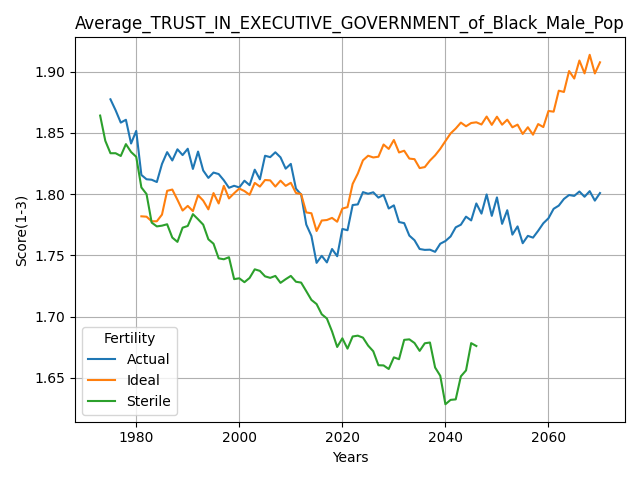 Average_TRUST_IN_EXECUTIVE_GOVERNMENT_of_Black_Male_Pop
Score(1-3)
1.90
1.85
1.80
1.75
1.70
1.65
Fertility
Actual
Ideal
Sterile
1980 2000 2020 2040 2060
Years